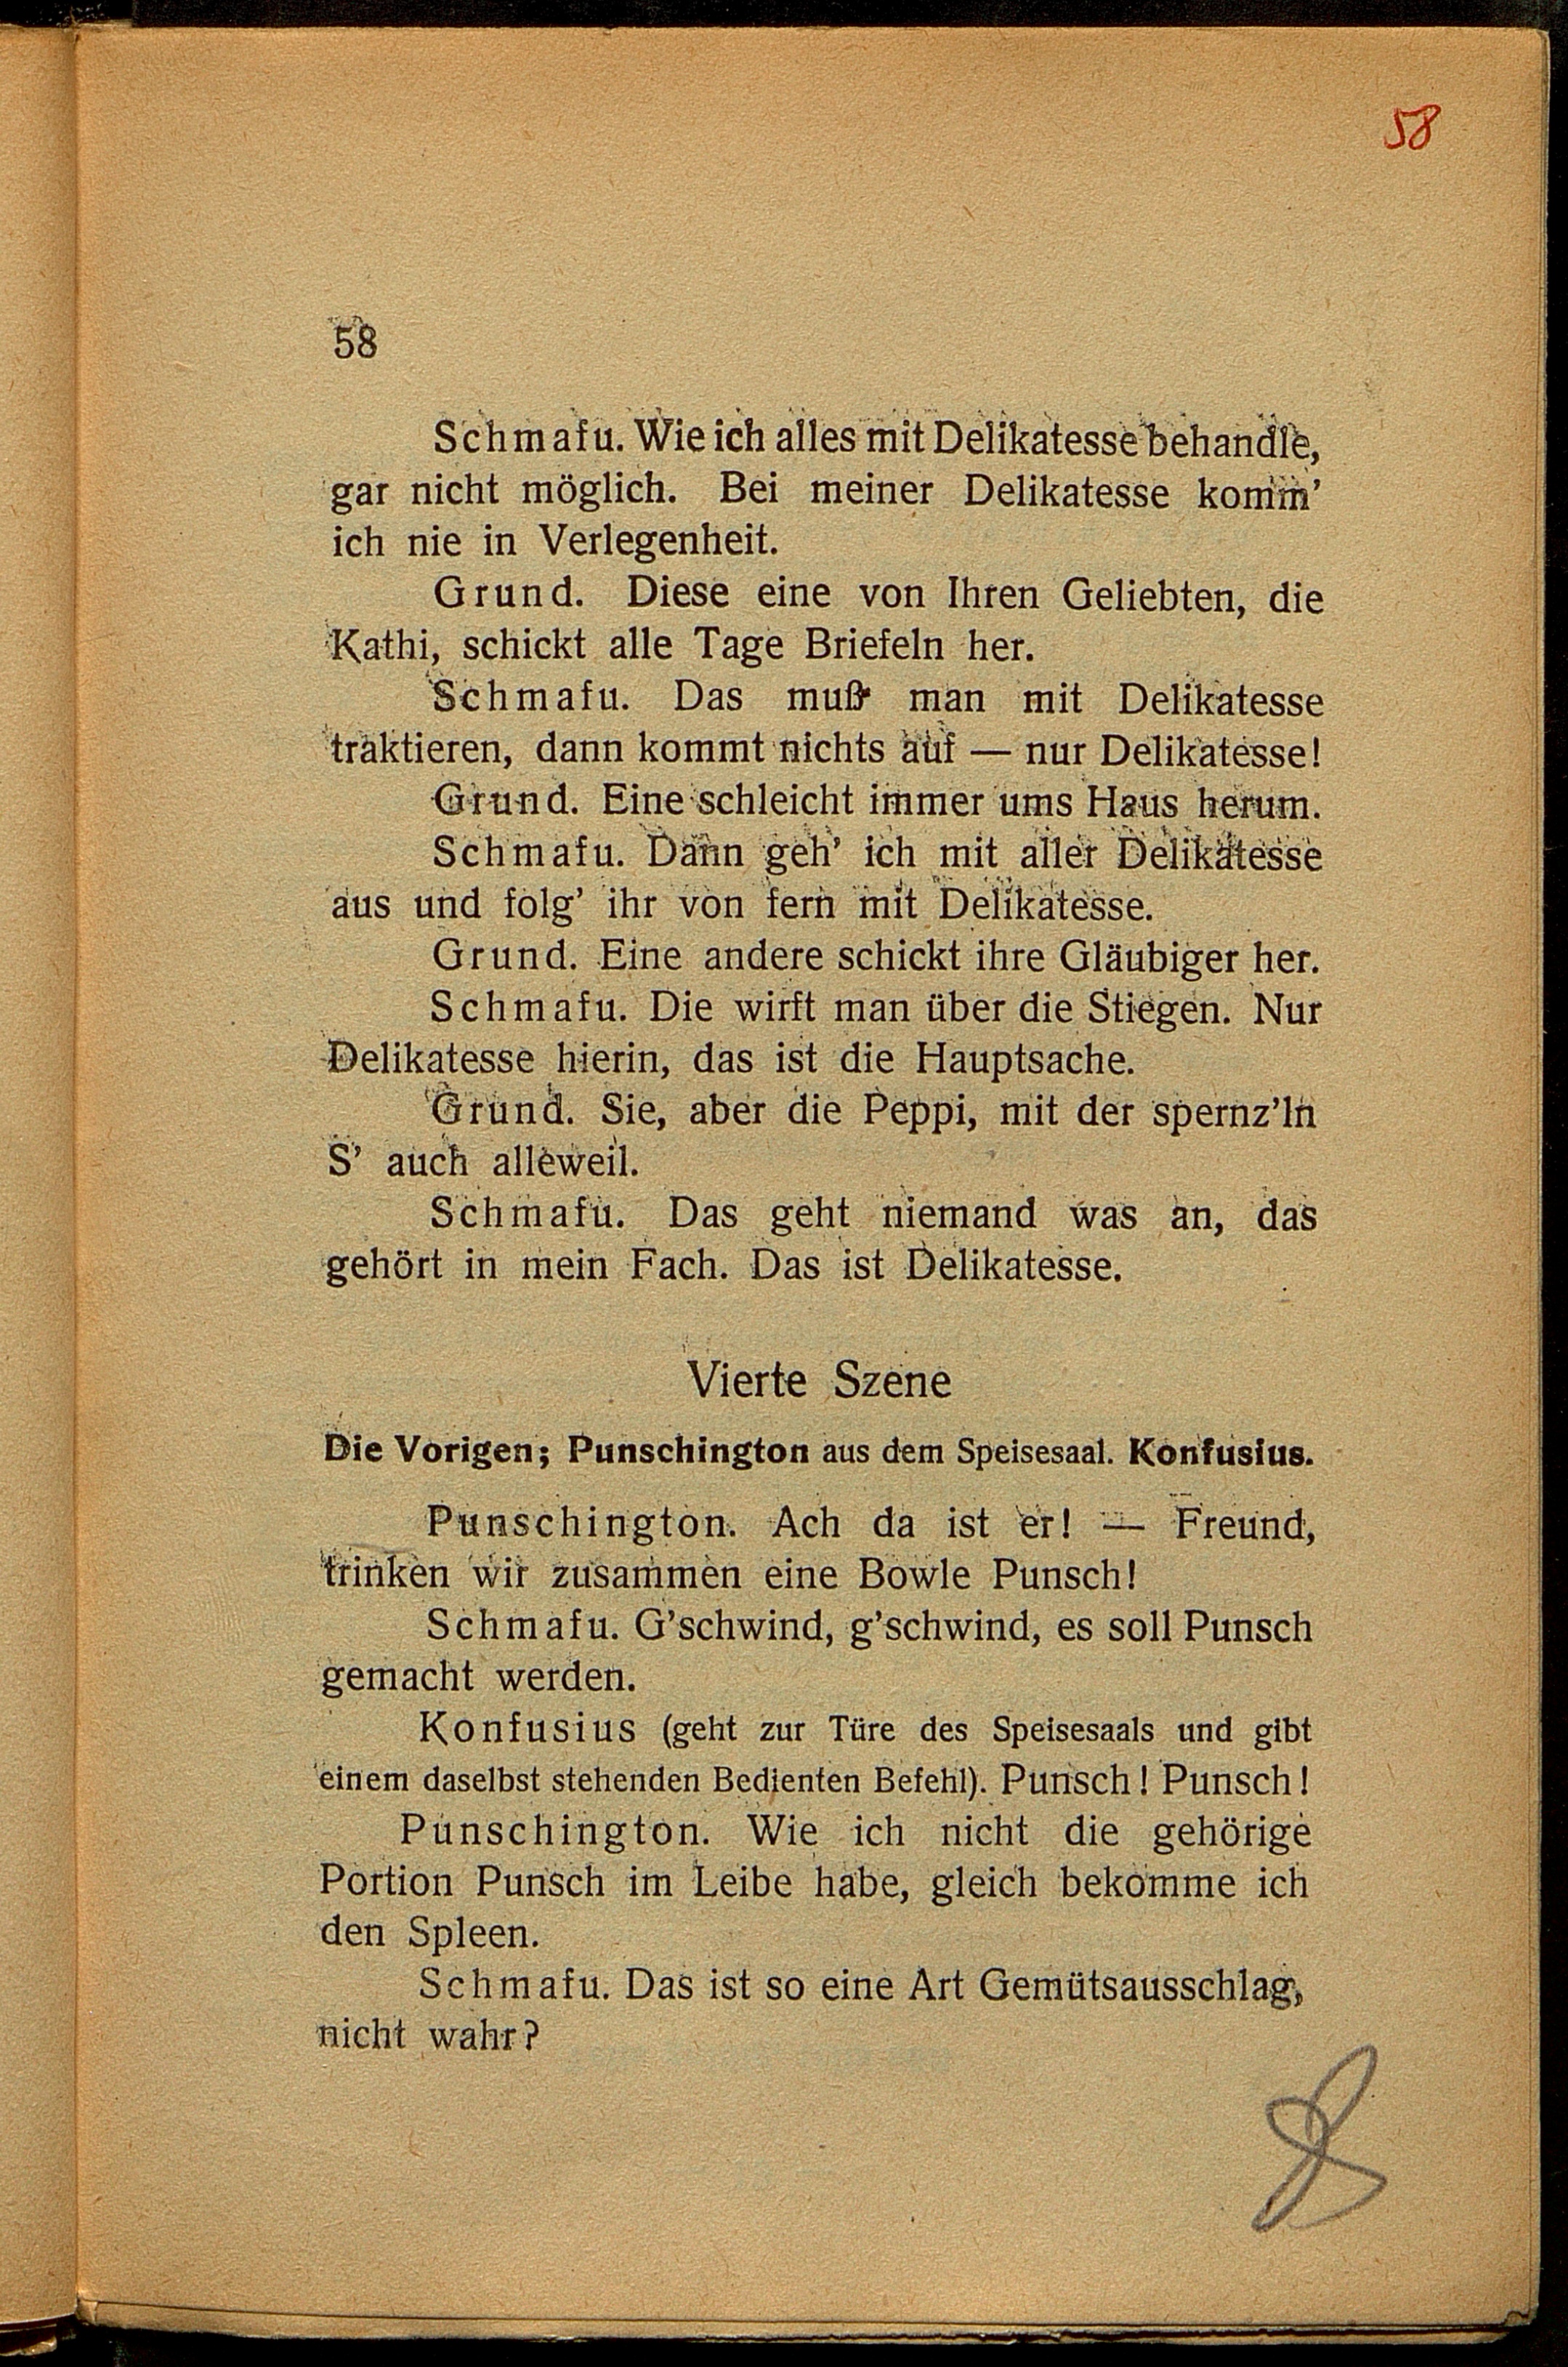 58
58
Schmafu. Wie ich alles mit Delikatesse behandle,
gar nicht möglich. Bei meiner Delikatesse komm’
ich nie in Verlegenheit.
Grund. Diese eine von Ihren Geliebten, die
Kathi, schickt alle Tage Briefeln her.
Schmafu. Das muß man mit Delikatesse
traktieren, dann kommt nichts auf — nur Delikatesse!
Grund. Eine schleicht immer ums Haus herum.
Schmafu. Dann geh’ ich mit aller Delikatesse
aus und folg’ ihr von fern mit Delikatesse.
Grund. Eine andere schickt ihre Gläubiger her.
Schmafu. Die wirft man über die Stiegen. Nur
Delikatesse hierin, das ist die Hauptsache.
Grund. Sie, aber die Peppi, mit der spernz’ln
S’ auch alleweil.
Schmafu. Das geht niemand was an, das
gehört in mein Fach. Das ist Delikatesse.
Vierte Szene
Die Vorigen; Punschington aus dem Speisesaal. Konfusius.
Punschington. Ach da ist er! — Freund,
trinken wir zusammen eine Bowle Punsch!
Schmafu. G’schwind, g’schwind, es soll Punsch
gemacht werden.
Konfusius (geht zur Türe des Speisesaals und gibt
einem daselbst stehenden Bedienten Befehl). Punsch! Punsch!
Punschington. Wie ich nicht die gehörige
Portion Punsch im Leibe habe, gleich bekomme ich
den Spleen.
Schmafu. Das ist so eine Art Gemütsausschlag,
nicht wahr?